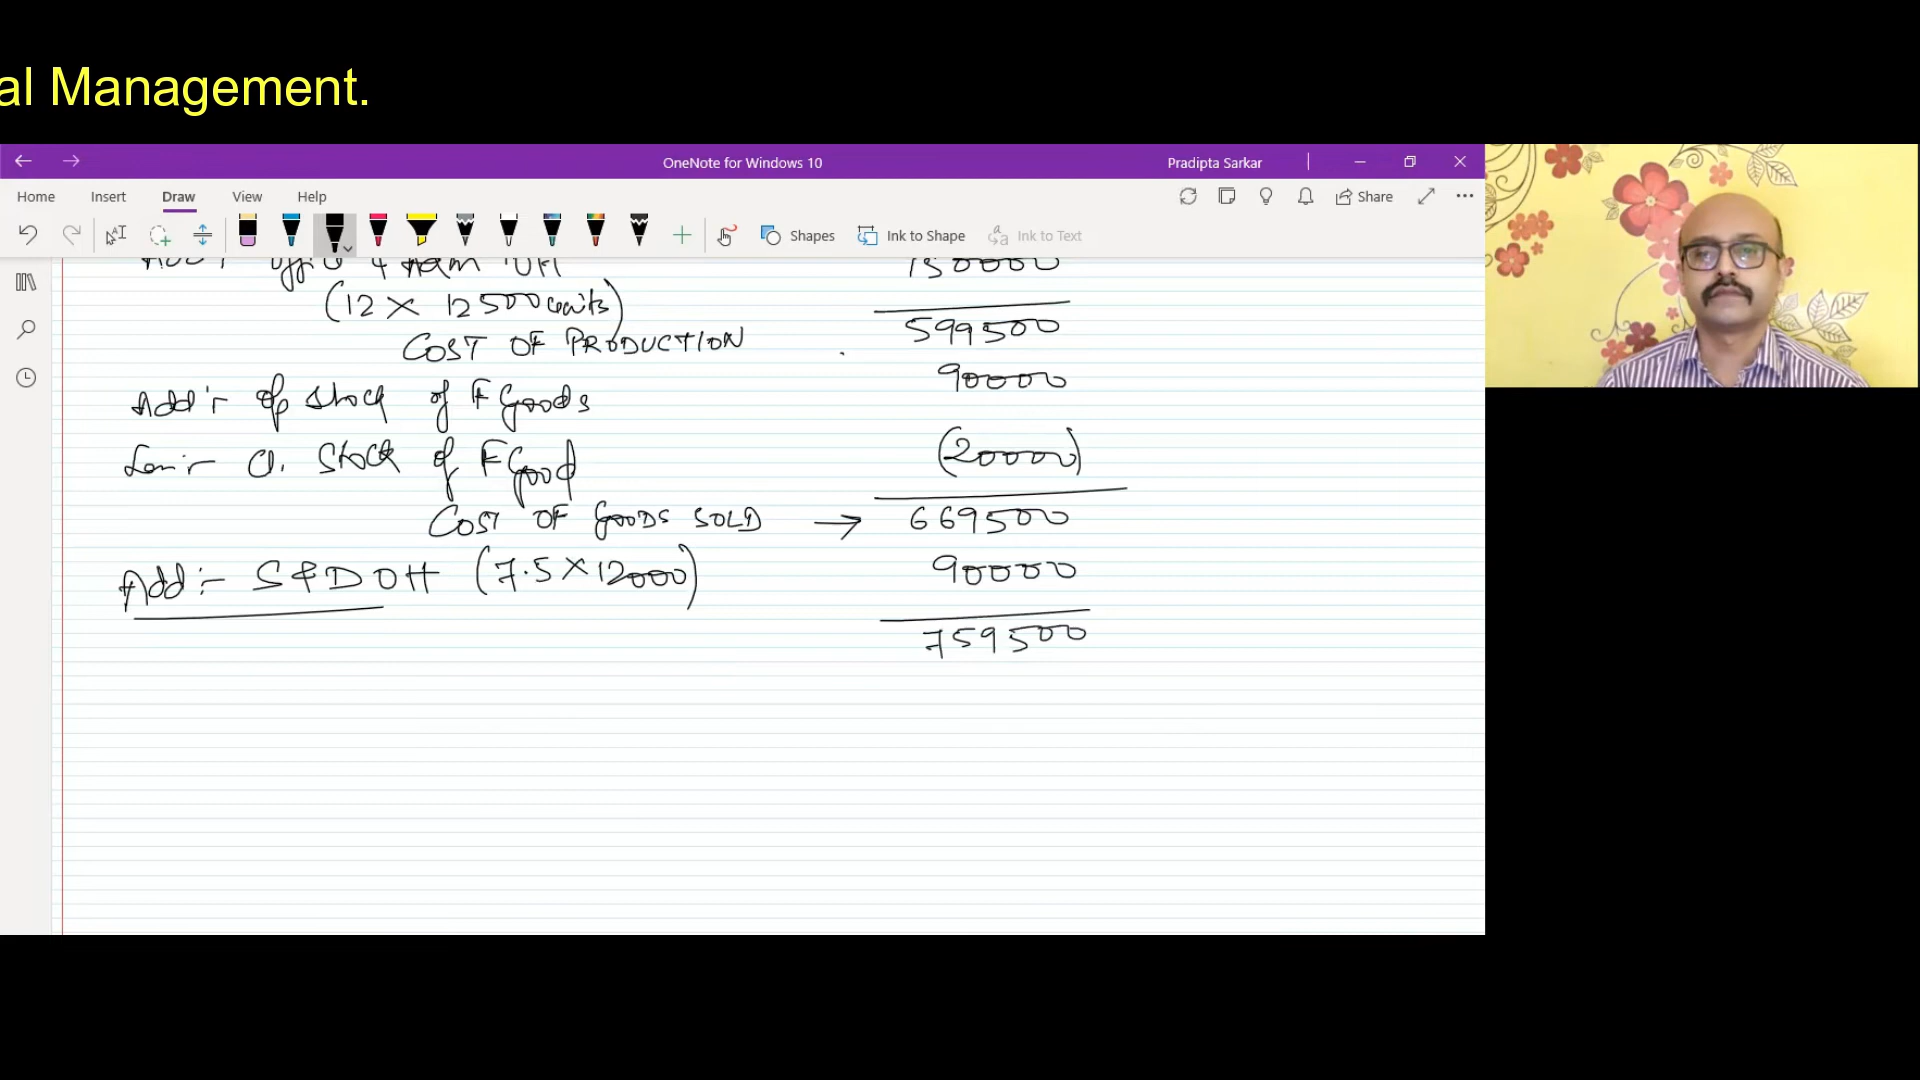 al Management.
OneNote for Windows 10
Pradipta Sarkar
Home Insert Draw View Help
Share
Shapes Ink to Shape Ink to Text
150000
(12 X 12500 units)
599500
COST OF PRODUCTION
90000
Add:- Op Stock of F Goods
Less:- Cl. Stock of F Good
(20000)
COST OF GOODS SOLD → 669500
Add:- S & D OH (7.5 X 12000) 90000
759500